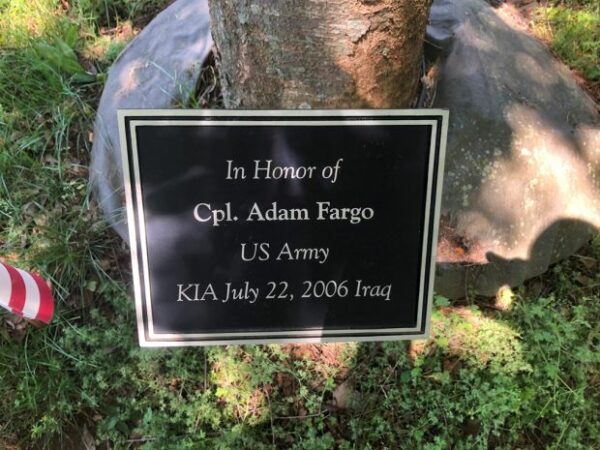 In Honor of
Cpl. Adam Fargo
US Army
KIA July 22, 2006 Iraq